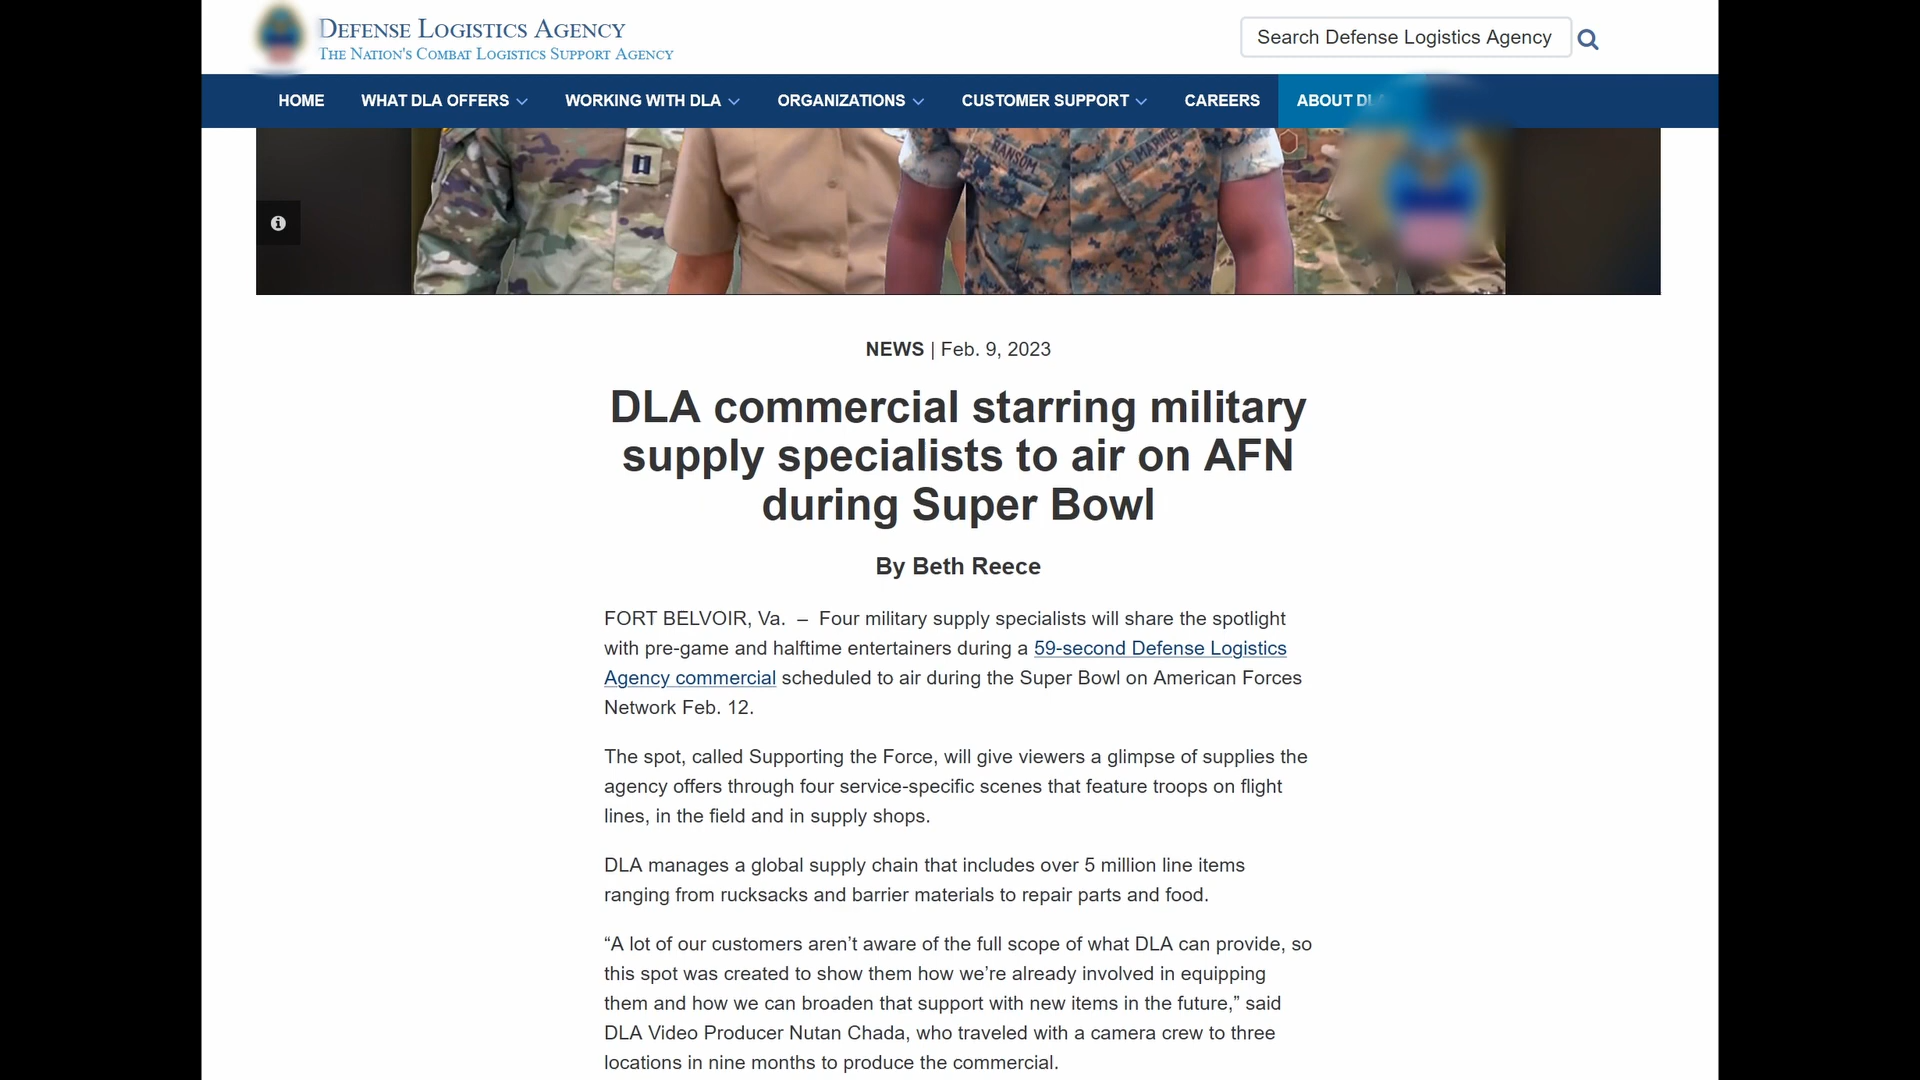 DEFENSE LOGISTICS AGENCY
THE NATION'S COMBAT LOGISTICS SUPPORT AGENCY
Search Defense Logistics Agency
HOME WHAT DLA OFFERS WORKING WITH DLA ORGANIZATIONS CUSTOMER SUPPORT CAREERS ABOUT DLA
RANSOM U.S. MARINE
NEWS | Feb. 9, 2023
DLA commercial starring military
supply specialists to air on AFN
during Super Bowl
By Beth Reece
FORT BELVOIR, Va. – Four military supply specialists will share the spotlight
with pre-game and halftime entertainers during a 59-second Defense Logistics
Agency commercial scheduled to air during the Super Bowl on American Forces
Network Feb. 12.
The spot, called Supporting the Force, will give viewers a glimpse of supplies the
agency offers through four service-specific scenes that feature troops on flight
lines, in the field and in supply shops.
DLA manages a global supply chain that includes over 5 million line items
ranging from rucksacks and barrier materials to repair parts and food.
“A lot of our customers aren’t aware of the full scope of what DLA can provide, so
this spot was created to show them how we’re already involved in equipping
them and how we can broaden that support with new items in the future,” said
DLA Video Producer Nutan Chada, who traveled with a camera crew to three
locations in nine months to produce the commercial.